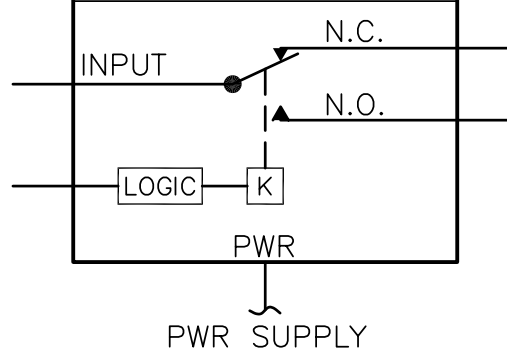 N.C.
INPUT
N.O.
LOGIC
K
PWR
PWR SUPPLY